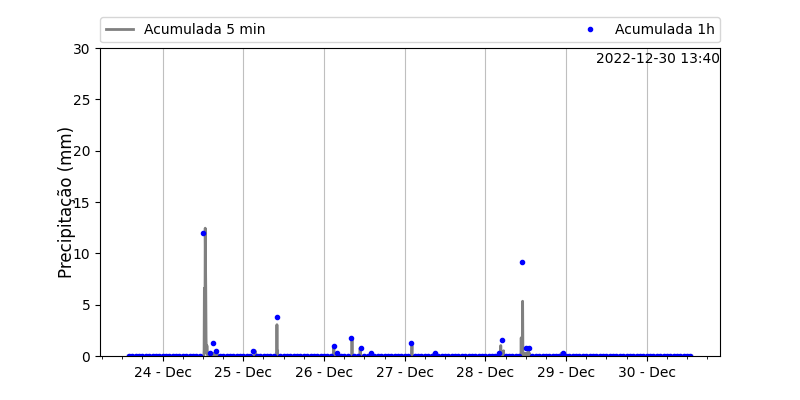 Acumulada 5 min
Acumulada 1h
2022-12-30 13:40
Precipitação (mm)
30
25
20
15
10
5
0
24 - Dec
25 - Dec
26 - Dec
27 - Dec
28 - Dec
29 - Dec
30 - Dec